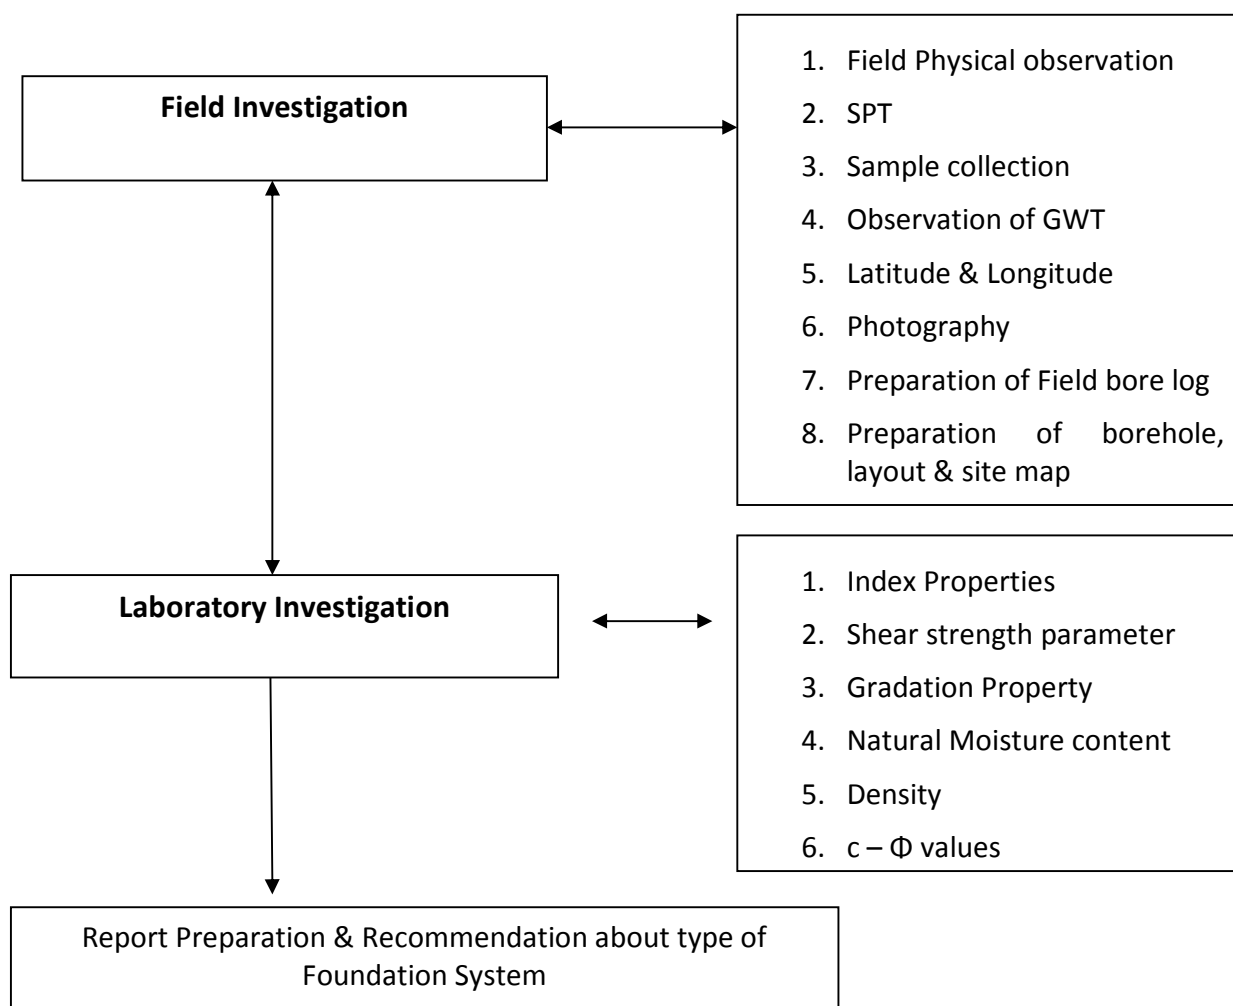 Field Investigation
1. Field Physical observation
2. SPT
3. Sample collection
4. Observation of GWT
5. Latitude & Longitude
6. Photography
7. Preparation of Field bore log
8. Preparation of borehole,
layout & site map
Laboratory Investigation
1. Index Properties
2. Shear strength parameter
3. Gradation Property
4. Natural Moisture content
5. Density
6. c – Φ values
Report Preparation & Recommendation about type of
Foundation System